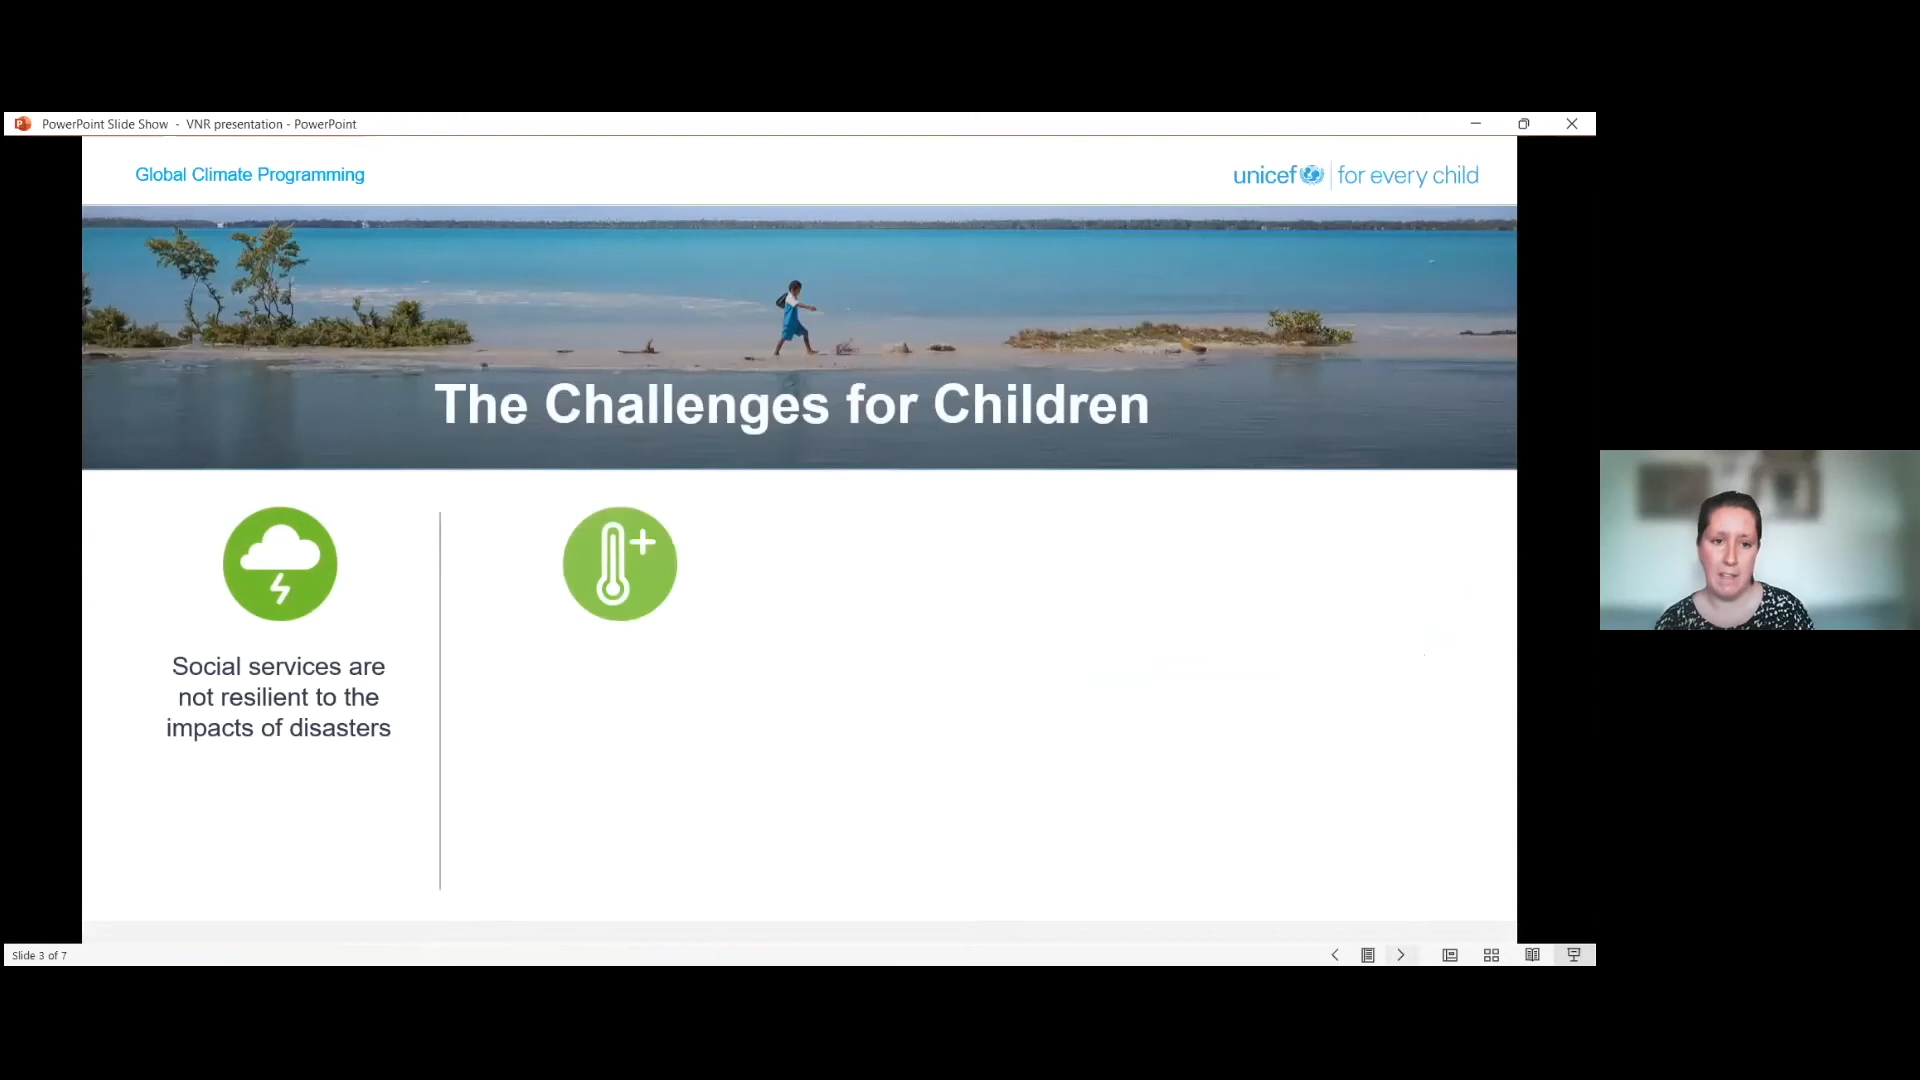 PowerPoint Slide Show - VNR presentation - PowerPoint
Global Climate Programming
unicef for every child
The Challenges for Children
Social services are
not resilient to the
impacts of disasters
Slide 3 of 7